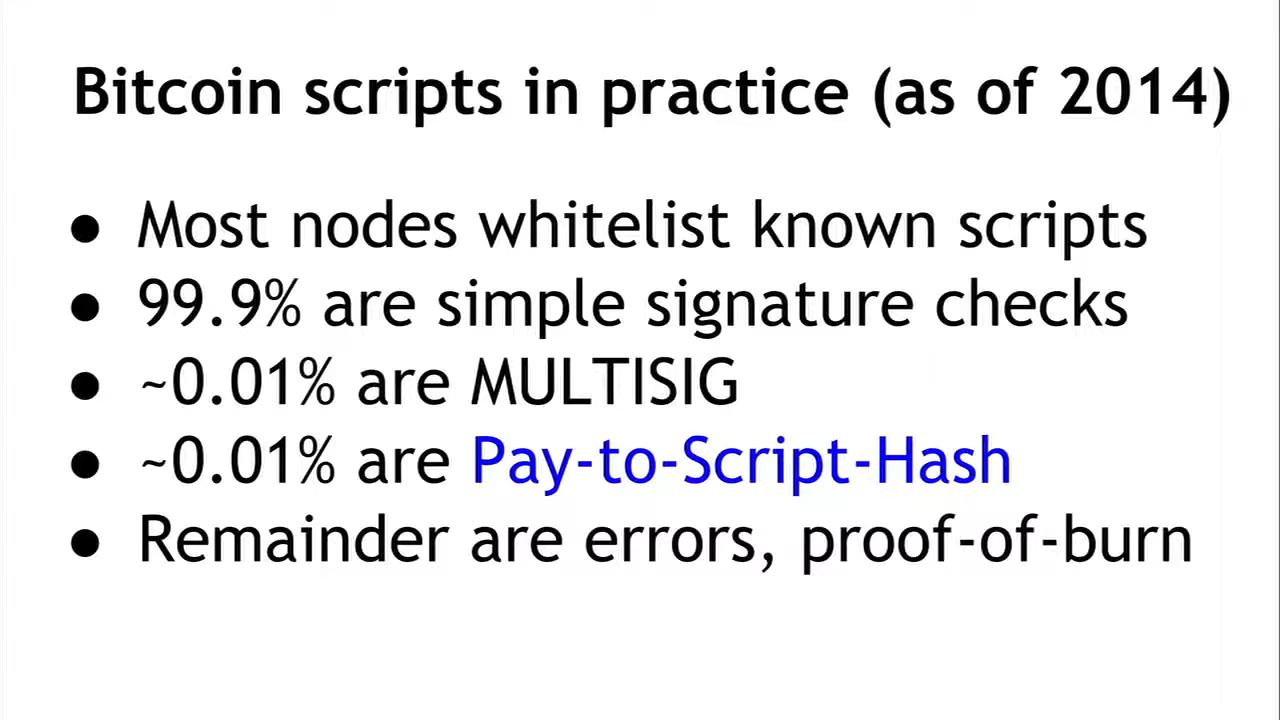 Bitcoin scripts in practice (as of 2014)
● Most nodes whitelist known scripts
● 99.9% are simple signature checks
● ~0.01% are MULTISIG
● ~0.01% are Pay-to-Script-Hash
● Remainder are errors, proof-of-burn